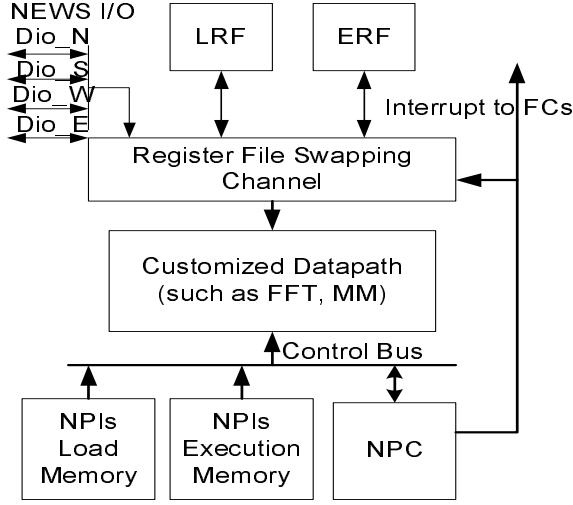 NEWS I/O
Dio_N
Dio_S
Dio_W
Dio_E
LRF
ERF
Interrupt to FCs
Register File Swapping
Channel
Customized Datapath
(such as FFT, MM)
Control Bus
NPIs
Load
Memory
NPIs
Execution
Memory
NPC